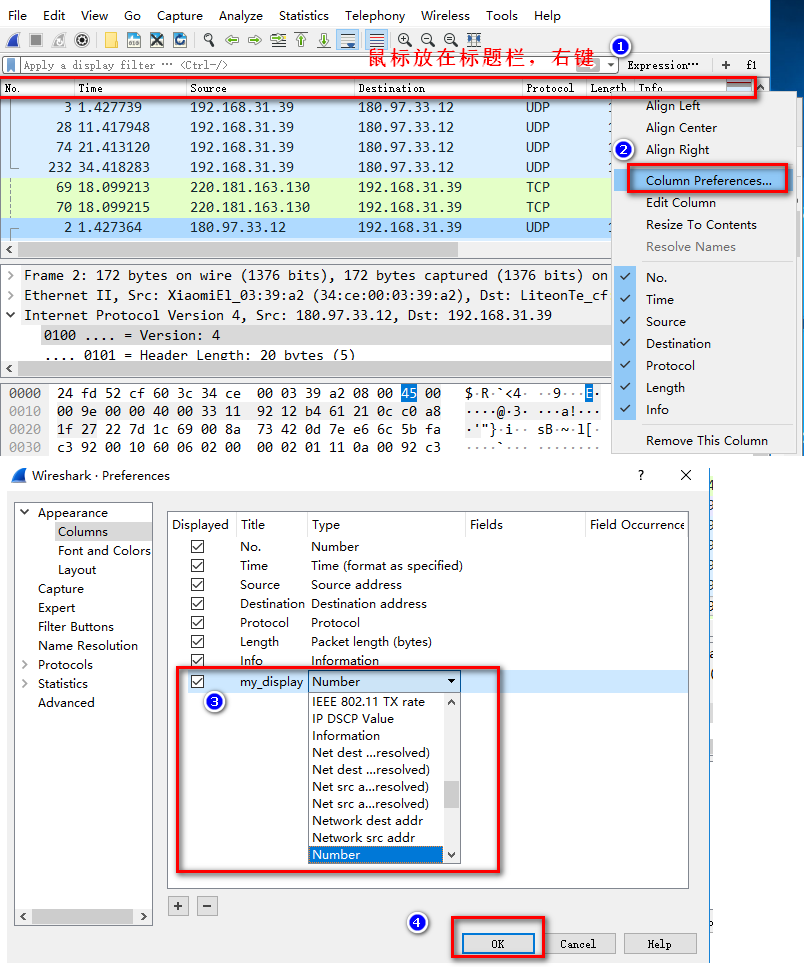 File Edit View Go Capture Analyze Statistics Telephony Wireless Tools Help
鼠标放在标题栏，右键
1
Apply a display filter … <Ctrl-/>
Expression… + f1
No. Time Source Destination Protocol Length Info
3 1.427739 192.168.31.39 180.97.33.12 UDP
28 11.417948 192.168.31.39 180.97.33.12 UDP
74 21.413120 192.168.31.39 180.97.33.12 UDP
232 34.418283 192.168.31.39 180.97.33.12 UDP
69 18.099213 220.181.163.130 192.168.31.39 TCP
70 18.099215 220.181.163.130 192.168.31.39 TCP
2 1.427364 180.97.33.12 192.168.31.39 UDP
Align Left
Align Center
2
Align Right
Column Preferences...
Edit Column
Resize To Contents
Resolve Names
No.
Time
Source
Destination
Protocol
Length
Info
Remove This Column
Frame 2: 172 bytes on wire (1376 bits), 172 bytes captured (1376 bits) on
Ethernet II, Src: XiaomiEl_03:39:a2 (34:ce:00:03:39:a2), Dst: LiteonTe_cf
Internet Protocol Version 4, Src: 180.97.33.12, Dst: 192.168.31.39
0100 .... = Version: 4
.... 0101 = Header Length: 20 bytes (5)
0000 24 fd 52 cf 60 3c 34 ce 00 03 39 a2 08 00 45 00 $·R·`<4· ··9···E·
0010 00 9e 00 00 40 00 33 11 92 12 b4 61 21 0c c0 a8 ····@·3· ···a!···
0020 1f 27 22 7d 1c 69 00 8a 73 42 0d 7e e6 6c 5b fa ·'"}·i·· sB·~·l[·
0030 c3 92 00 10 60 06 02 00 00 02 01 11 0a 00 92 c3 ····`··· ········
Wireshark · Preferences ? ×
Appearance
Columns
Font and Colors
Layout
Capture
Expert
Filter Buttons
Name Resolution
Protocols
Statistics
Advanced
Displayed Title Type Fields Field Occurrence
No. Number
Time Time (format as specified)
Source Source address
Destination Destination address
Protocol Protocol
Length Packet length (bytes)
Info Information
my_display Number
3
IEEE 802.11 TX rate
IP DSCP Value
Information
Net dest ...resolved)
Net dest ...resolved)
Net src a...resolved)
Net src a...resolved)
Network dest addr
Network src addr
Number
+ −
4
OK Cancel Help